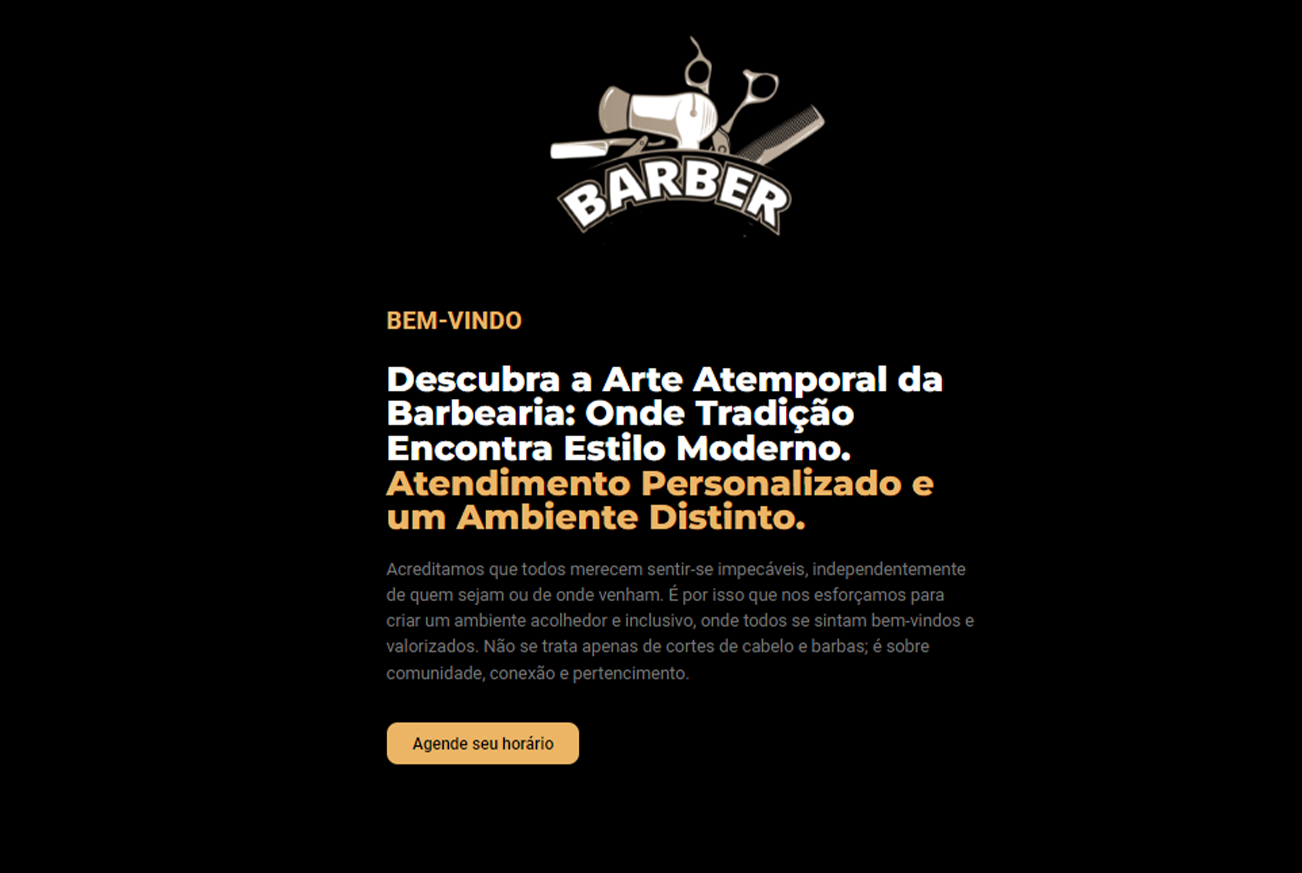 BARBER
BEM-VINDO
Descubra a Arte Atemporal da
Barbearia: Onde Tradição
Encontra Estilo Moderno.
Atendimento Personalizado e
um Ambiente Distinto.
Acreditamos que todos merecem sentir-se impecáveis, independentemente
de quem sejam ou de onde venham. É por isso que nos esforçamos para
criar um ambiente acolhedor e inclusivo, onde todos se sintam bem-vindos e
valorizados. Não se trata apenas de cortes de cabelo e barbas; é sobre
comunidade, conexão e pertencimento.
Agende seu horário